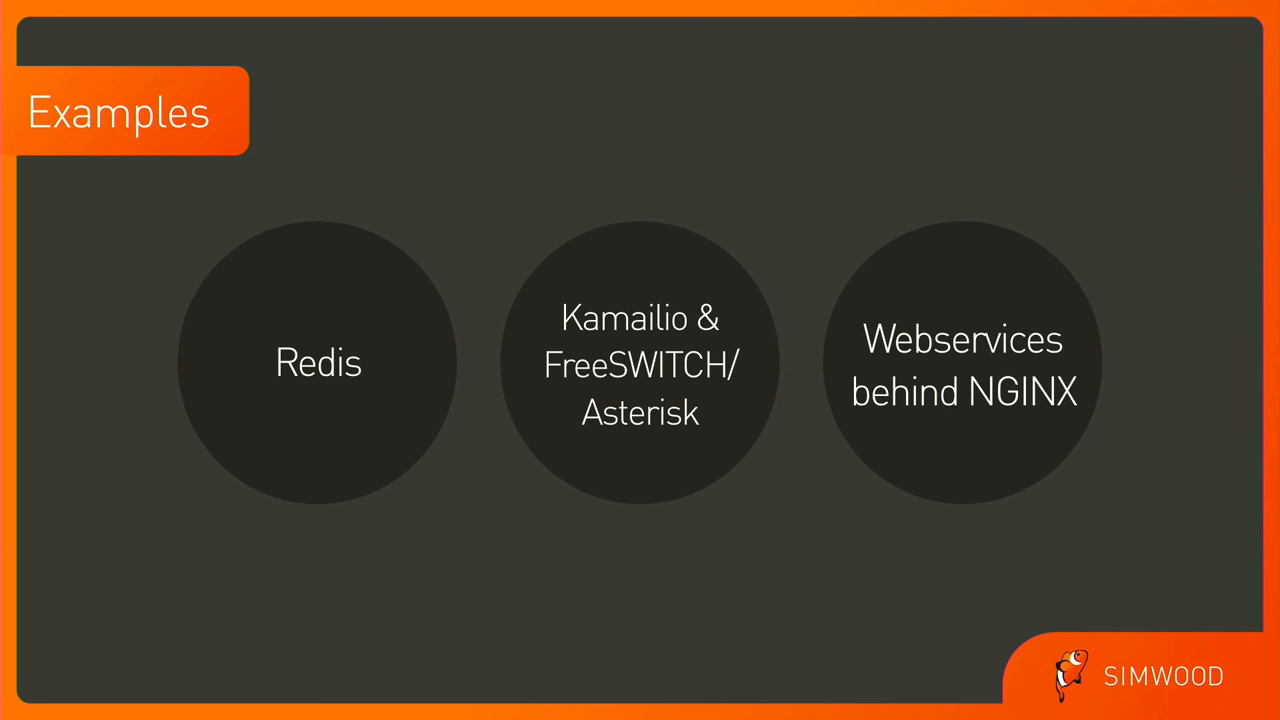 Examples
Redis
Kamailio &
FreeSWITCH/
Asterisk
Webservices
behind NGINX
SIMWOOD